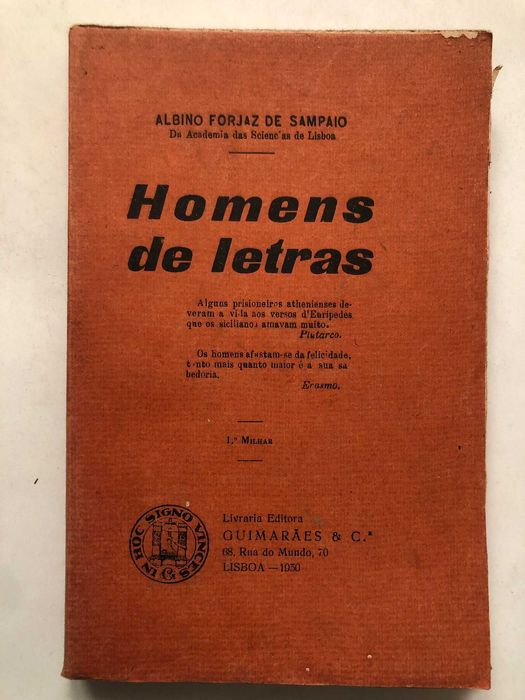 ALBINO FORJAZ DE SAMPAIO
Da Academia das Sciencias de Lisboa
Homens
de letras
Alguns prisioneiros athenienses de-
veram a vida aos versos d'Euripedes
que os sicilianos amavam muito.
Plutarco.
Os homens afastam-se da felicidade,
tanto mais quanto maior é a sua sa
bedoria.
Erasmo.
1.º MILHAR
IN HOC SIGNO VINCES
GC
Livraria Editora
GUIMARÃES & C.ª
68, Rua do Mundo, 70
LISBOA — 1930